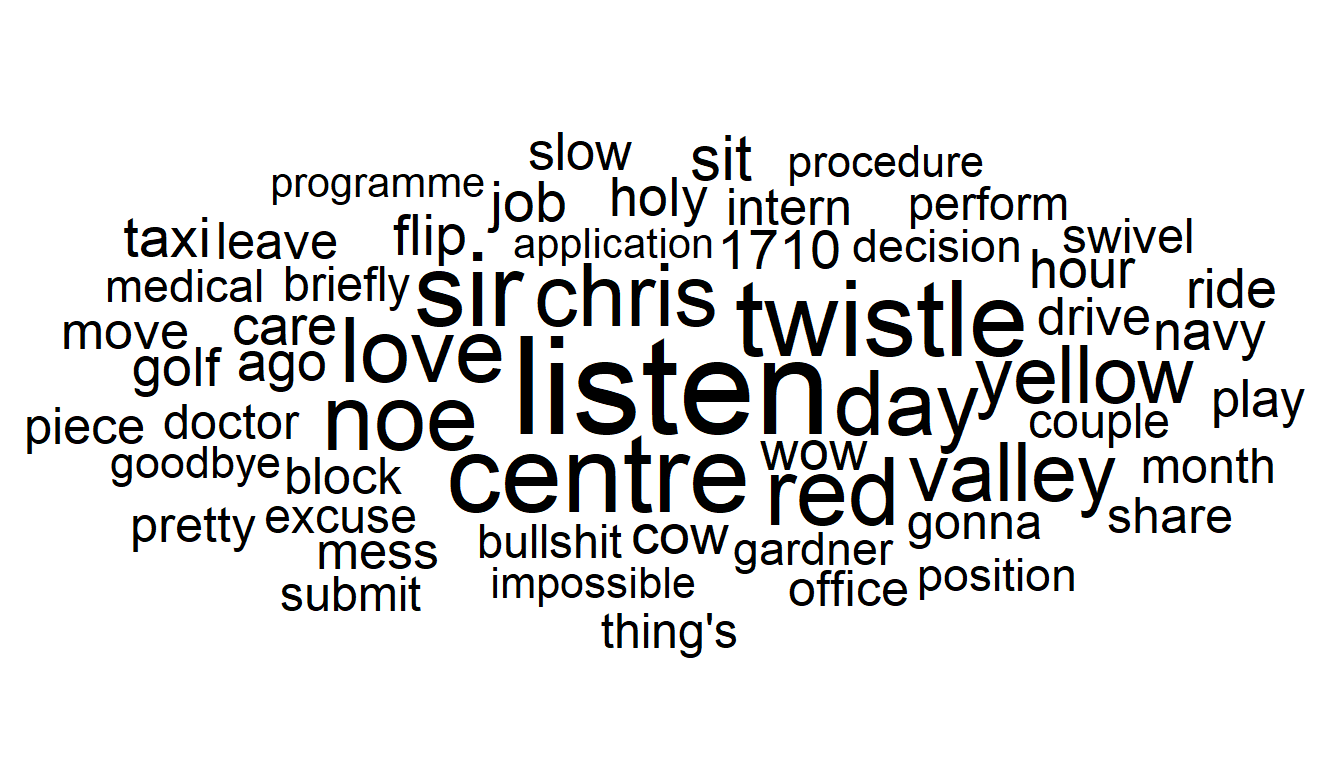 slow sit procedure
programme job holy intern perform
taxi leave flip application 1710 decision swivel
medical briefly sir chris twistle hour ride
move care love drive navy
golf ago listen day yellow play
piece doctor noe couple
goodbye block centre wow red valley month
pretty excuse gonna share
mess bullshit cow gardner
submit impossible office position
thing's